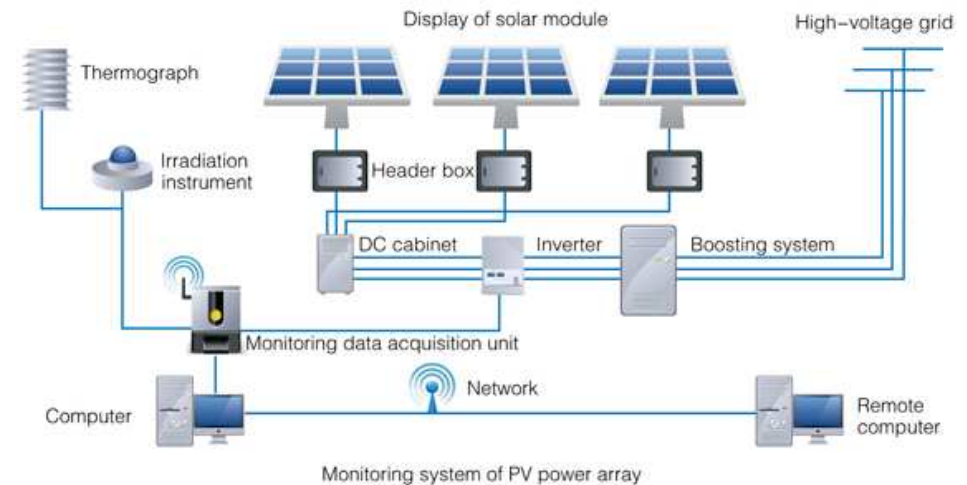 Display of solar module
High-voltage grid
Thermograph
Irradiation
instrument
Header box
DC cabinet
Inverter
Boosting system
Monitoring data acquisition unit
Network
Computer
Remote
computer
Monitoring system of PV power array